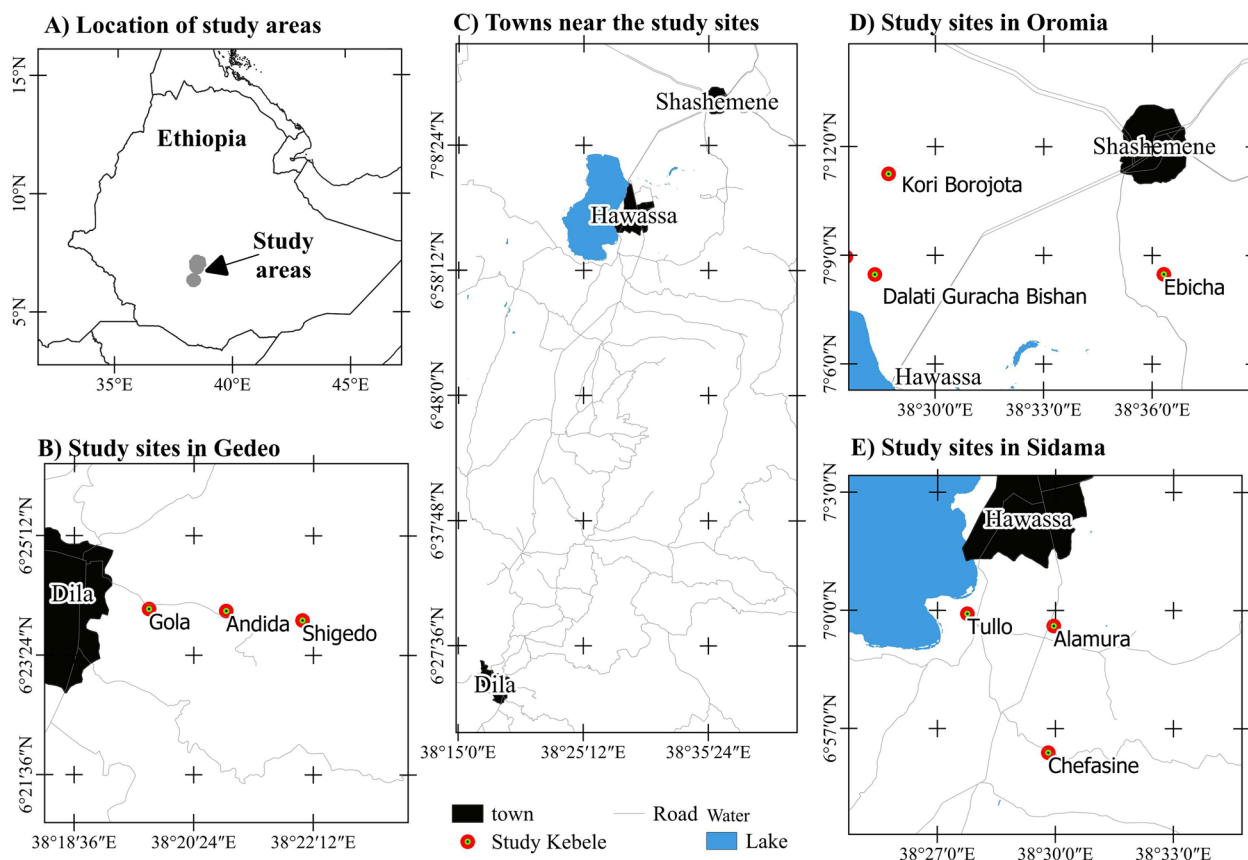 A) Location of study areas
15°N
10°N
5°N
Ethiopia
Study
areas
35°E
40°E
45°E
B) Study sites in Gedeo
6°25'12"N
6°23'24"N
6°21'36"N
Dila
Gola
Andida
Shigedo
38°18'36"E
38°20'24"E
38°22'12"E
C) Towns near the study sites
7°8'24"N
6°58'12"N
6°48'0"N
6°37'48"N
6°27'36"N
Shashemene
Hawassa
Dila
38°15'0"E
38°25'12"E
38°35'24"E
town
Road
Water
Study Kebele
Lake
D) Study sites in Oromia
7°12'0"N
7°9'0"N
7°6'0"N
Shashemene
Kori Borojota
Dalati Guracha Bishan
Ebicha
Hawassa
38°30'0"E
38°33'0"E
38°36'0"E
E) Study sites in Sidama
7°3'0"N
7°0'0"N
6°57'0"N
Hawassa
Tullo
Alamura
Chefasine
38°27'0"E
38°30'0"E
38°33'0"E